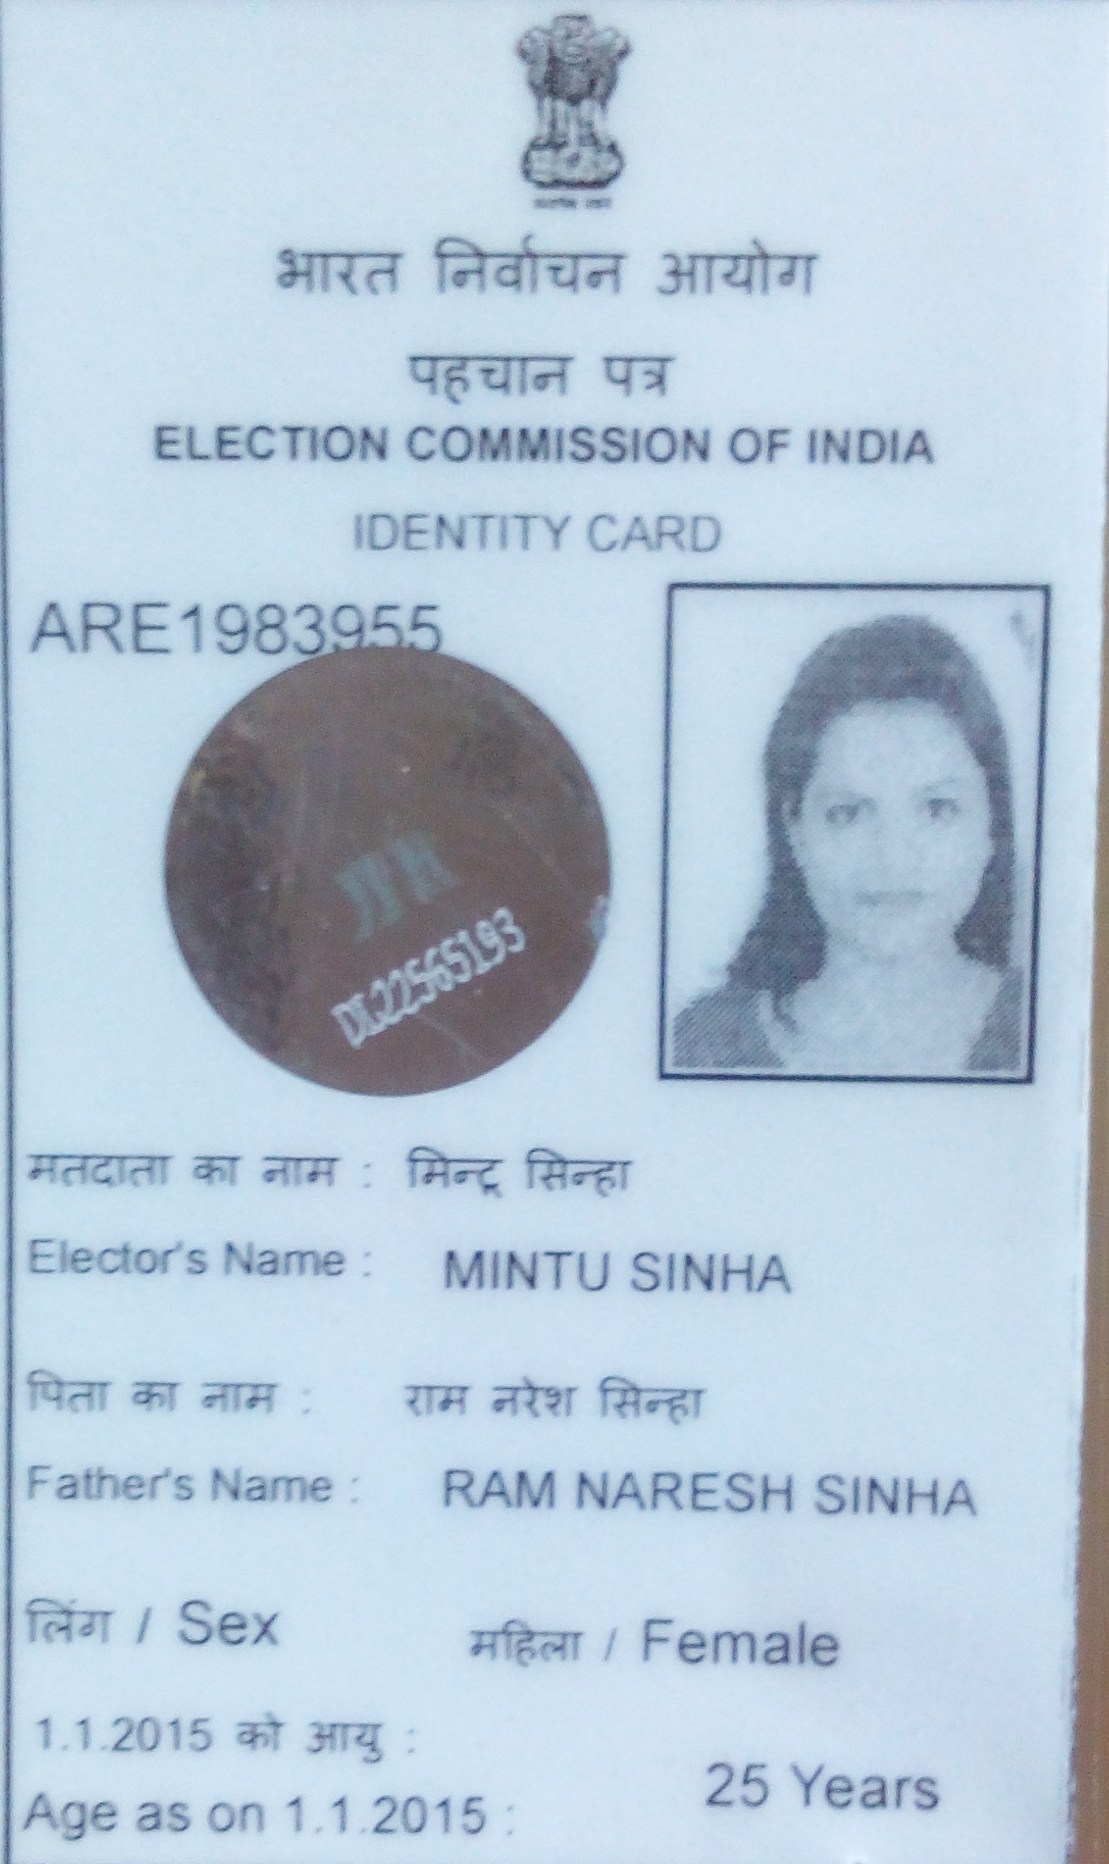 भारत निर्वाचन आयोग
पहचान पत्र
ELECTION COMMISSION OF INDIA
IDENTITY CARD
ARE1983955
DL22565193
मतदाता का नाम : मिन्टू सिन्हा
Elector's Name : MINTU SINHA
पिता का नाम : राम नरेश सिन्हा
Father's Name : RAM NARESH SINHA
लिंग / Sex महिला / Female
1.1.2015 को आयु :
Age as on 1.1.2015 : 25 Years